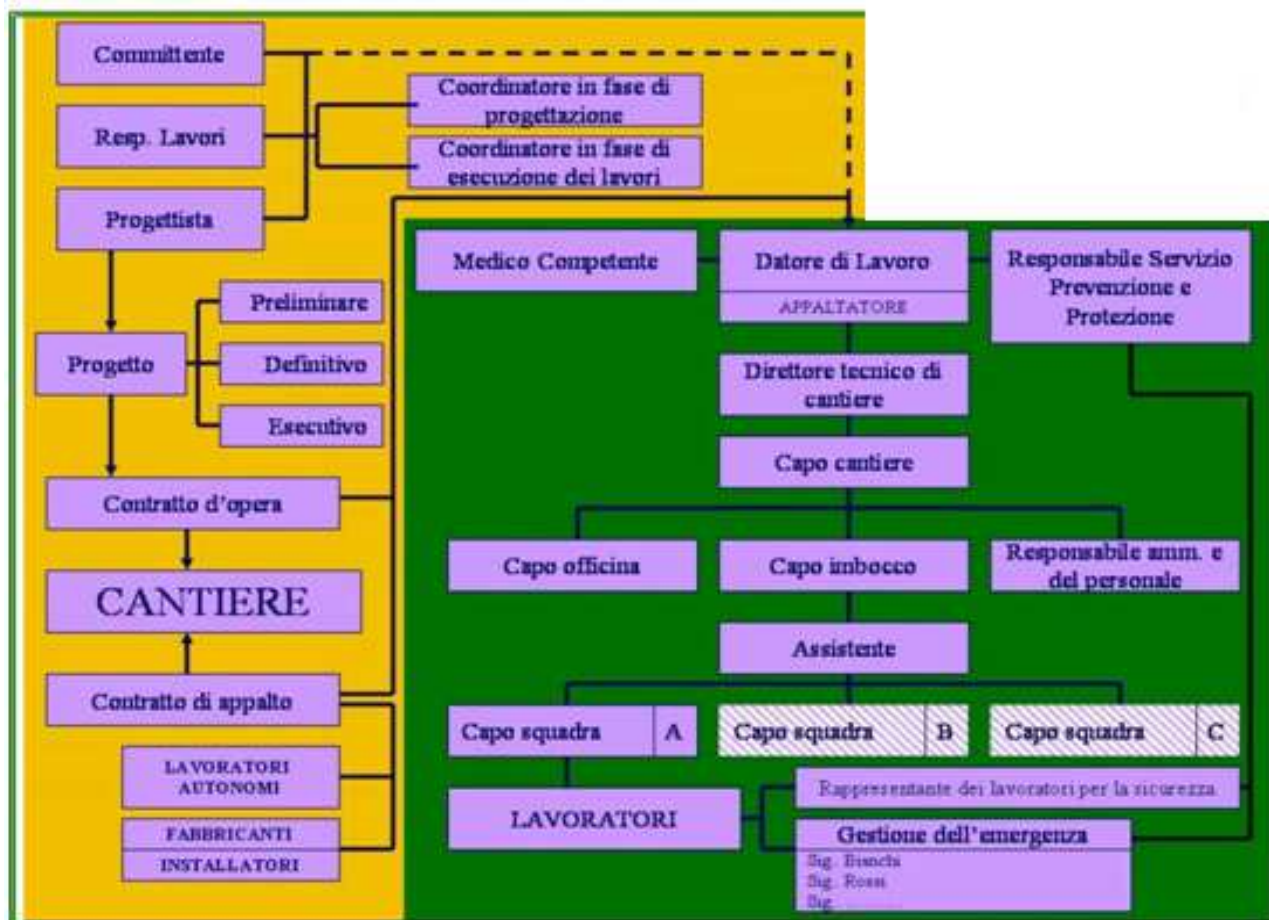 Committente
Coordinatore in fase di
progettazione
Resp. Lavori
Coordinatore in fase di
esecuzione dei lavori
Progettista
Medico Competente
Datore di Lavoro
APPALTATORE
Responsabile Servizio
Prevenzione e
Protezione
Preliminare
Progetto
Definitivo
Esecutivo
Direttore tecnico di
cantiere
Capo cantiere
Contratto d'opera
Capo officina
Capo imbocco
Responsabile amm. e
del personale
CANTIERE
Assistente
Contratto di appalto
Capo squadra A
Capo squadra B
Capo squadra C
LAVORATORI
AUTONOMI
FABBRICANTI
INSTALLATORI
LAVORATORI
Rappresentante dei lavoratori per la sicurezza
Gestione dell'emergenza
Sig. Bianchi
Sig. Rossi
Sig. ..............